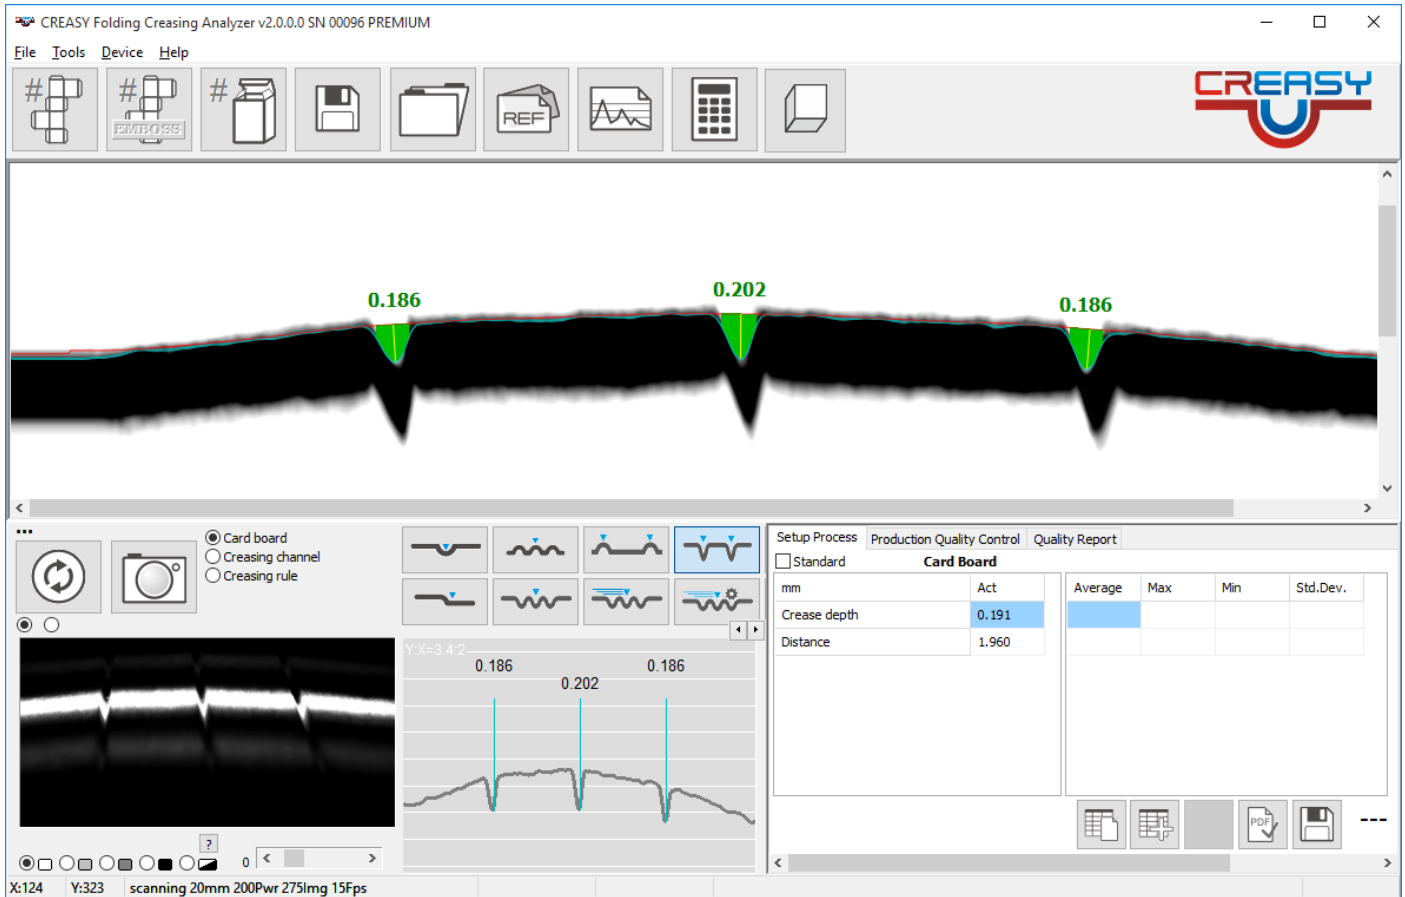 CREASY Folding Creasing Analyzer v2.0.0.0 SN 00096 PREMIUM
File Tools Device Help
#
#
EMBOSS
#
REF
CREASY
0.186
0.202
0.186
...
Card board
Creasing channel
Creasing rule
Y:X=3.4:2
0.186
0.186
0.202
?
0
Setup Process Production Quality Control Quality Report
Standard Card Board
mm Act Average Max Min Std.Dev.
Crease depth 0.191
Distance 1.960
PDF
---
X:124 Y:323 scanning 20mm 200Pwr 275Img 15Fps